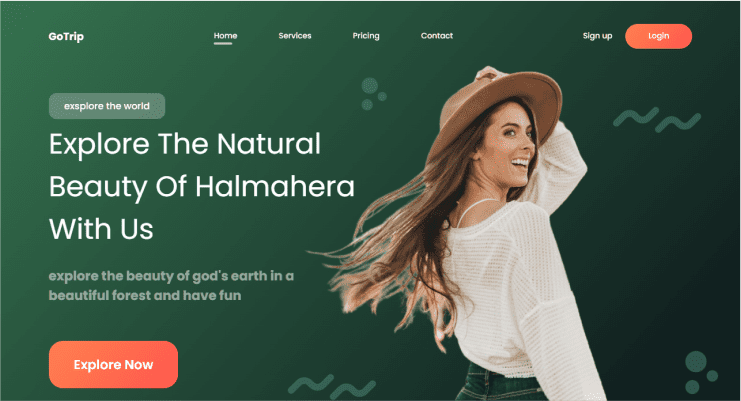 GoTrip
Home Services Pricing Contact
Sign up Login
exsplore the world
Explore The Natural
Beauty Of Halmahera
With Us
explore the beauty of god's earth in a
beautiful forest and have fun
Explore Now